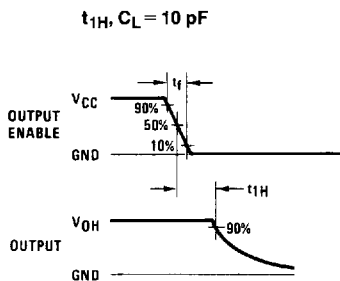 t1H, CL = 10 pF
tf
VCC
90%
OUTPUT
ENABLE
50%
10%
GND
t1H
VOH
90%
OUTPUT
GND